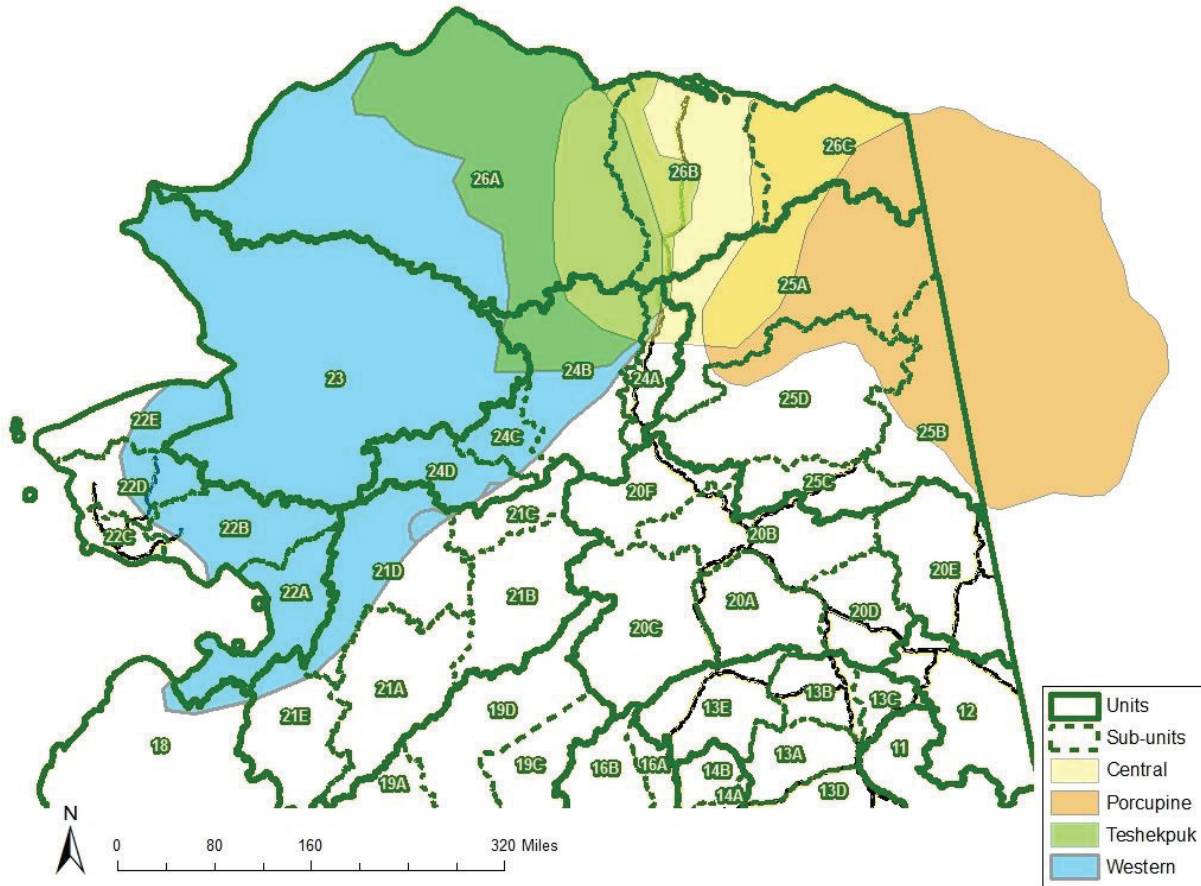 26C
26B
26A
25A
23
24B
24A
25D
22E
24C
25B
24D
22D
25C
20F
21C
22B
20B
22C
21D
20E
22A
21B
20A
20D
20C
21A
13B
13C
12
19D
13E
21E
11
18
13A
19C
16B
16A
14B
19A
14A
13D
N
0 80 160 320 Miles
Units
Sub-units
Central
Porcupine
Teshekpuk
Western